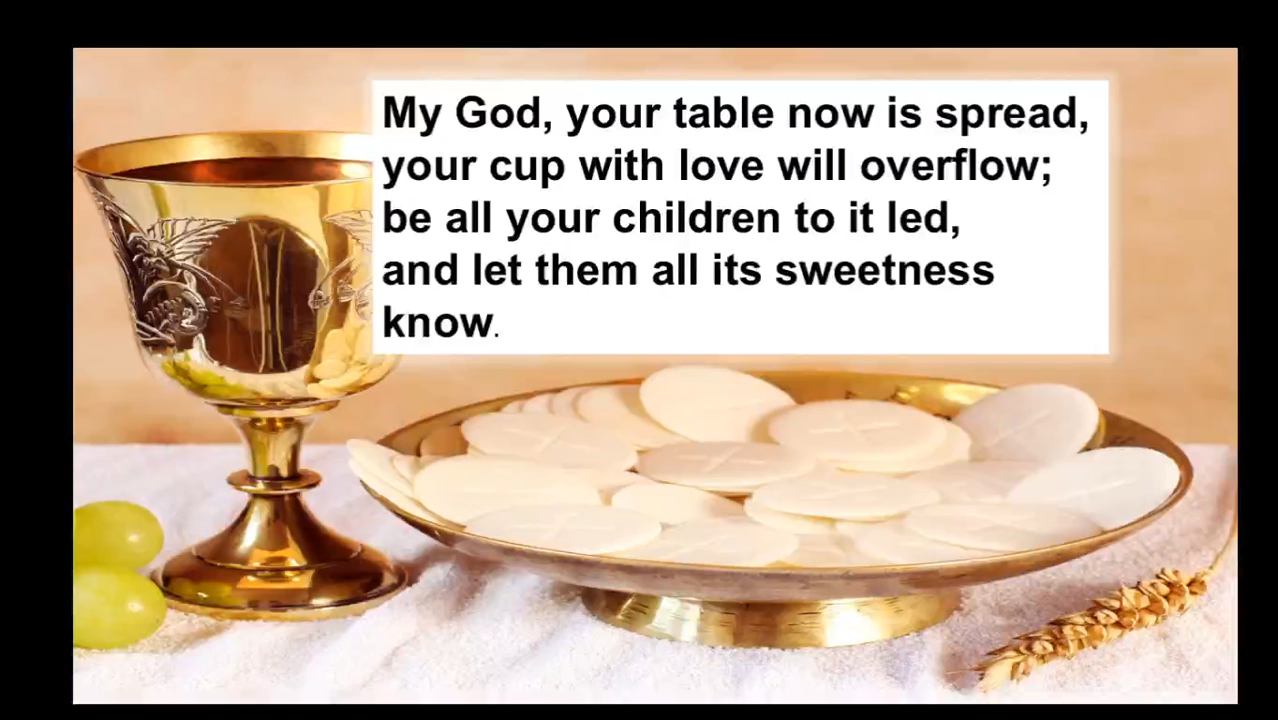 My God, your table now is spread,
your cup with love will overflow;
be all your children to it led,
and let them all its sweetness
know.